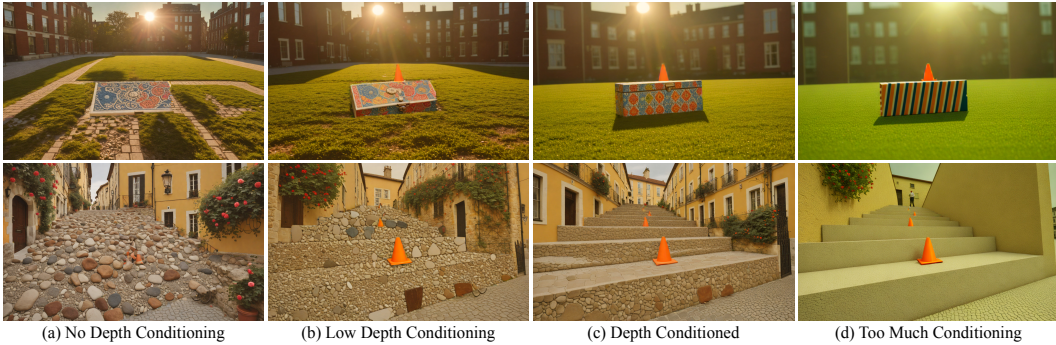 (a) No Depth Conditioning
(b) Low Depth Conditioning
(c) Depth Conditioned
(d) Too Much Conditioning